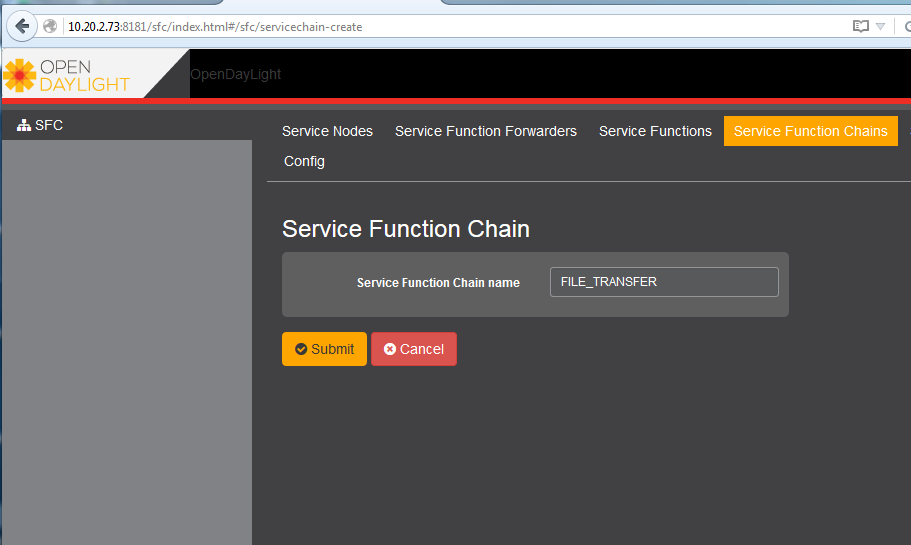 10.20.2.73:8181/sfc/index.html#/sfc/servicechain-create
OPEN
DAYLIGHT
OpenDayLight
SFC
Service Nodes Service Function Forwarders Service Functions Service Function Chains
Config
Service Function Chain
Service Function Chain name FILE_TRANSFER
Submit Cancel